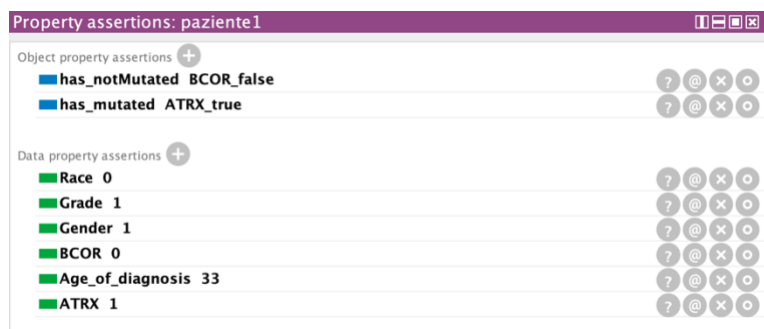 Property assertions: paziente1
Object property assertions
has_notMutated BCOR_false
has_mutated ATRX_true
Data property assertions
Race 0
Grade 1
Gender 1
BCOR 0
Age_of_diagnosis 33
ATRX 1